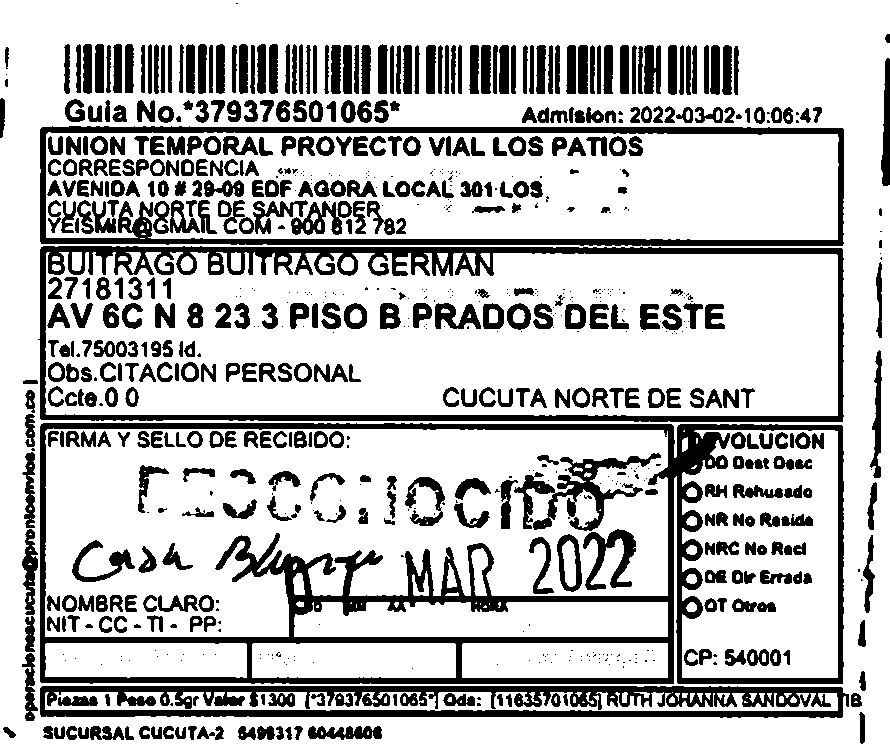 Guia No.*379376501065*
Admision: 2022-03-02-10:06:47
UNION TEMPORAL PROYECTO VIAL LOS PATIOS
CORRESPONDENCIA
AVENIDA 10 # 29-09 EDF AGORA LOCAL 301 LOS
CUCUTA NORTE DE SANTANDER
YEISMIR@GMAIL COM - 900 812 782
BUITRAGO BUITRAGO GERMAN
27181311
AV 6C N 8 23 3 PISO B PRADOS DEL ESTE
Tel.75003195 Id.
Obs.CITACION PERSONAL
Ccte.0 0
CUCUTA NORTE DE SANT
FIRMA Y SELLO DE RECIBIDO:
DESCONOCIDO
Casa
MAR 2022
NOMBRE CLARO:
DD MM AA HORA
NIT - CC - TI - PP:
DEVOLUCION
DD Dest Desc
RH Rehusado
NR No Reside
NRC No Recl
DE Dir Errada
OT Otros
CP: 540001
Piezas 1 Peso 0.5gr Valor $1300 [*379376501065*] Oda: [11635701065] RUTH JOHANNA SANDOVAL
SUCURSAL CUCUTA-2 5498317 60448606
operacionescucuta@prontoenvios.com.co |